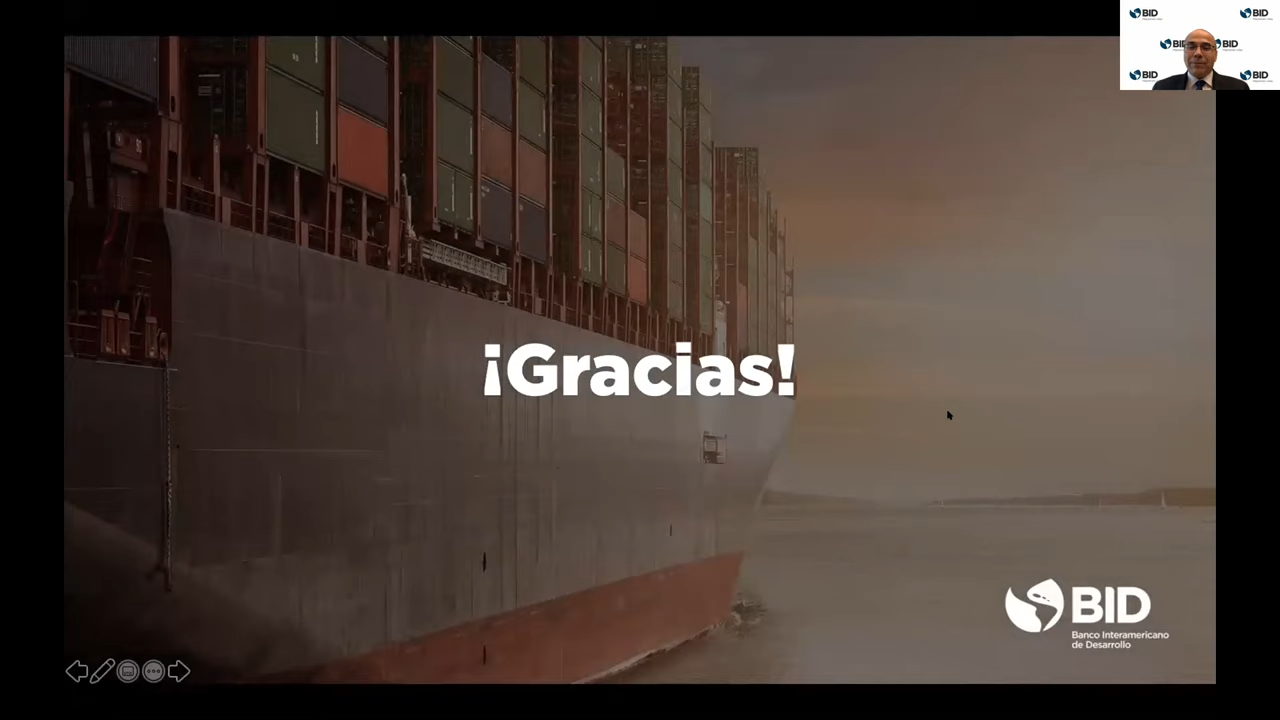 BID
BID
BID
BID
BID
BID
¡Gracias!
BID
Banco Interamericano
de Desarrollo